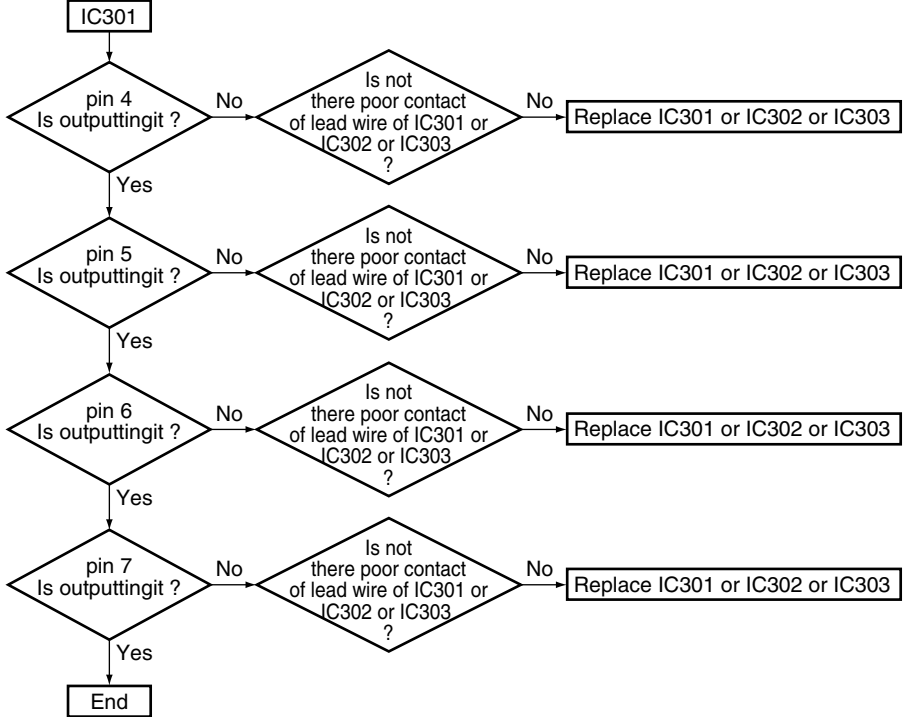 IC301
pin 4
Is outputtingit ?
No
Is not
there poor contact
of lead wire of IC301 or
IC302 or IC303
?
No
Replace IC301 or IC302 or IC303
Yes
pin 5
Is outputtingit ?
No
Is not
there poor contact
of lead wire of IC301 or
IC302 or IC303
?
No
Replace IC301 or IC302 or IC303
Yes
pin 6
Is outputtingit ?
No
Is not
there poor contact
of lead wire of IC301 or
IC302 or IC303
?
No
Replace IC301 or IC302 or IC303
Yes
pin 7
Is outputtingit ?
No
Is not
there poor contact
of lead wire of IC301 or
IC302 or IC303
?
No
Replace IC301 or IC302 or IC303
Yes
End